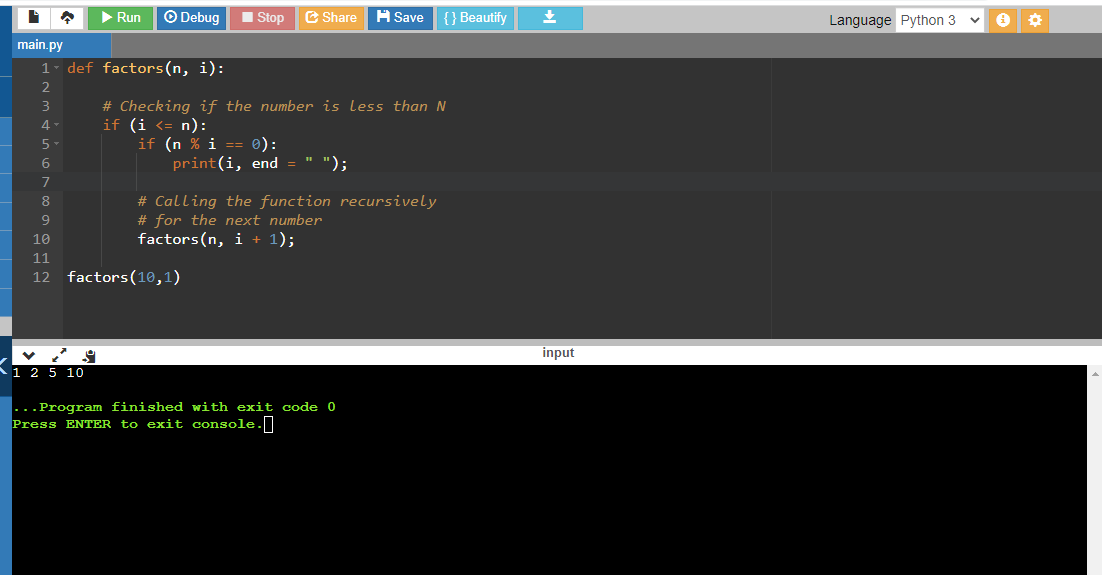 Run Debug Stop Share Save { } Beautify Language Python 3
main.py
1 def factors(n, i):
2
3 # Checking if the number is less than N
4 if (i <= n):
5 if (n % i == 0):
6 print(i, end = " ");
7
8 # Calling the function recursively
9 # for the next number
10 factors(n, i + 1);
11
12 factors(10,1)
input
1 2 5 10
...Program finished with exit code 0
Press ENTER to exit console.